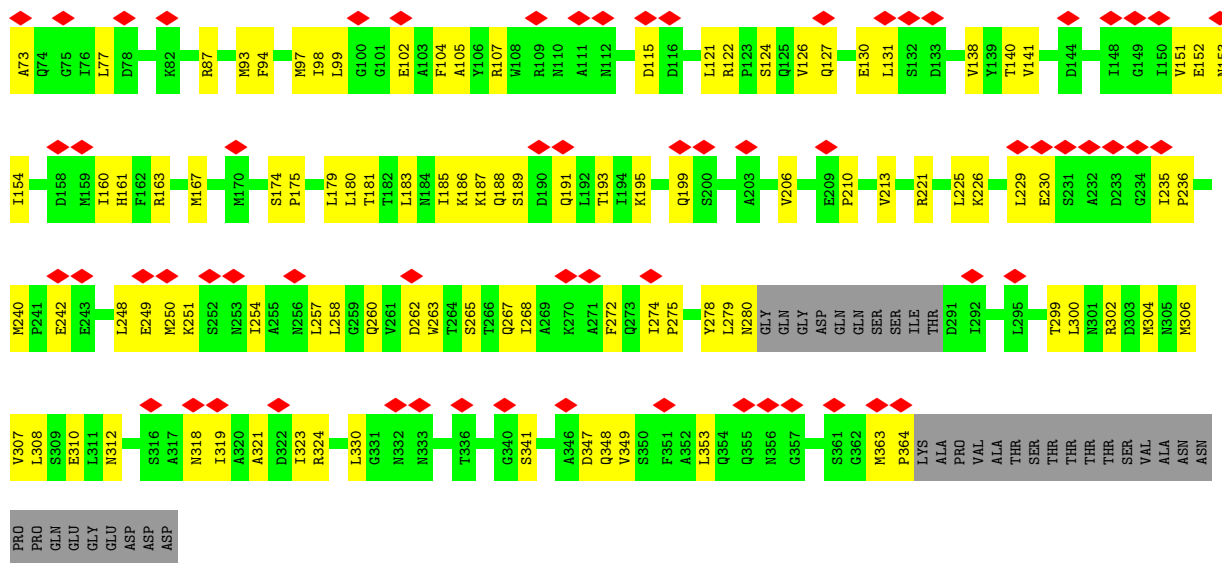 A73 Q74 G75 I76 L77 D78 K82 R87 M93 F94 M97 I98 L99 G100 G101 E102 A103 F104 A105 Y106 R107 W108 R109 N110 A111 N112 D115 D116 L121 R122 P123 S124 Q125 V126 Q127 E130 L131 S132 D133 V138 Y139 T140 V141 D144 I148 G149 I150 V151 E152
I154 D158 M159 I160 H161 F162 R163 M167 M170 S174 P175 L179 L180 T181 T182 L183 N184 I185 K186 K187 Q188 S189 D190 Q191 L192 T193 I194 K195 Q199 S200 A203 V206 E209 P210 V213 R221 L225 K226 L229 E230 S231 A232 D233 G234 I235 P236
M240 P241 E242 E243 L248 E249 M250 K251 S252 N253 I254 A255 N256 L257 L258 G259 Q260 V261 D262 W263 T264 S265 T266 Q267 I268 A269 K270 A271 F272 Q273 I274 P275 Y278 L279 N280 GLY GLN GLY ASP GLN GLN SER SER ILE THR D291 I292 L295 T299 L300 N301 R302 D303 M304 N305 M306
V307 L308 S309 E310 L311 N312 S316 A317 N318 I319 A320 A321 D322 I323 R324 L330 G331 N332 N333 T336 G340 S341 A346 D347 Q348 V349 S350 F351 A352 L353 Q354 Q355 N356 G357 S361 G362 M363 P364 LYS ALA PRO VAL ALA THR SER THR THR THR THR SER VAL ALA ASN ASN
PRO PRO GLN GLU GLY GLU ASP ASP ASP